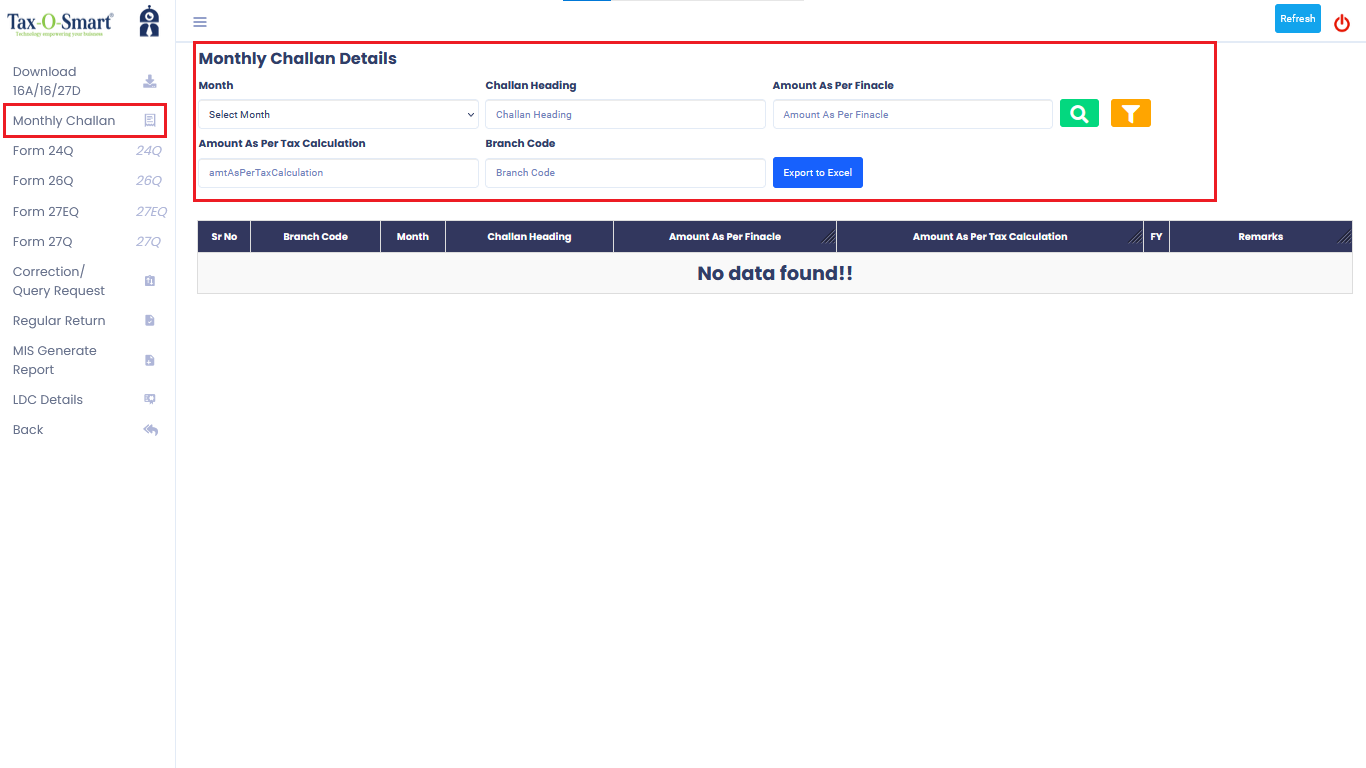 Tax-O-Smart®
Technology empowering your business
Refresh
Download
16A/16/27D
Monthly Challan
Form 24Q 24Q
Form 26Q 26Q
Form 27EQ 27EQ
Form 27Q 27Q
Correction/
Query Request
Regular Return
MIS Generate
Report
LDC Details
Back
Monthly Challan Details
Month Challan Heading Amount As Per Finacle
Select Month Challan Heading Amount As Per Finacle
Amount As Per Tax Calculation Branch Code
amtAsPerTaxCalculation Branch Code Export to Excel
Sr No Branch Code Month Challan Heading Amount As Per Finacle Amount As Per Tax Calculation FY Remarks
No data found!!